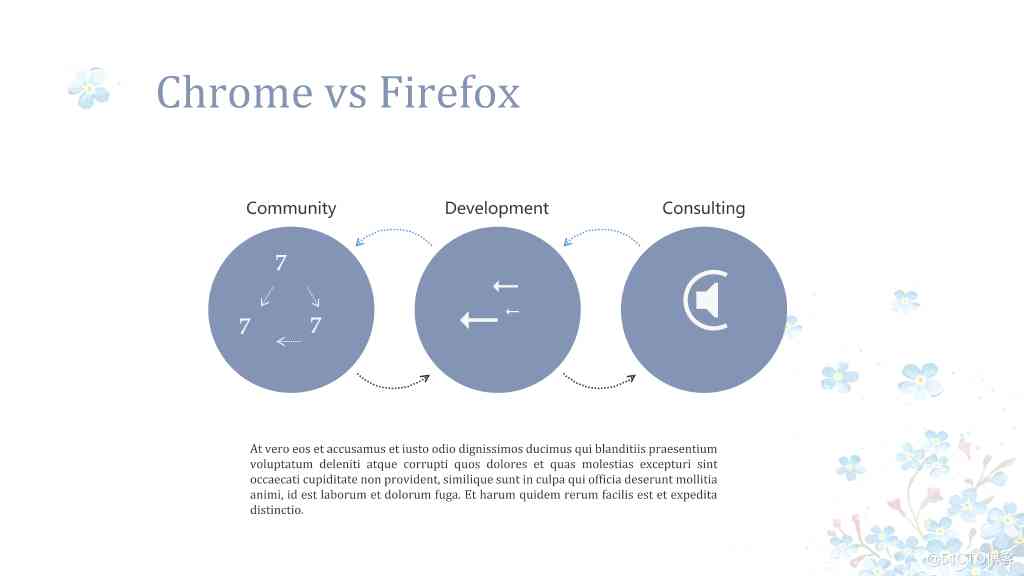 Chrome vs Firefox
Community
Development
Consulting
7
7
7
At vero eos et accusamus et iusto odio dignissimos ducimus qui blanditiis praesentium
voluptatum deleniti atque corrupti quos dolores et quas molestias excepturi sint
occaecati cupiditate non provident, similique sunt in culpa qui officia deserunt mollitia
animi, id est laborum et dolorum fuga. Et harum quidem rerum facilis est et expedita
distinctio.
@51CTO博客